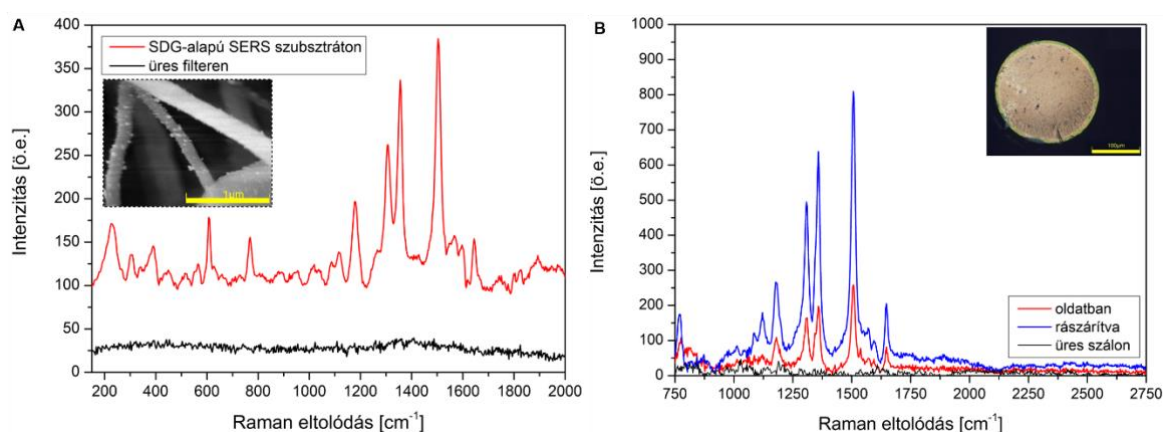 A
400
350
300
250
200
150
100
50
0
Intenzitás [ö.e.]
SDG-alapú SERS szubsztráton
üres filteren
1µm
200 400 600 800 1000 1200 1400 1600 1800 2000
Raman eltolódás [cm⁻¹]
B
1000
900
800
700
600
500
400
300
200
100
0
Intenzitás [ö.e.]
100µm
oldatban
rászárítva
üres szálon
750 1000 1250 1500 1750 2000 2250 2500 2750
Raman eltolódás [cm⁻¹]